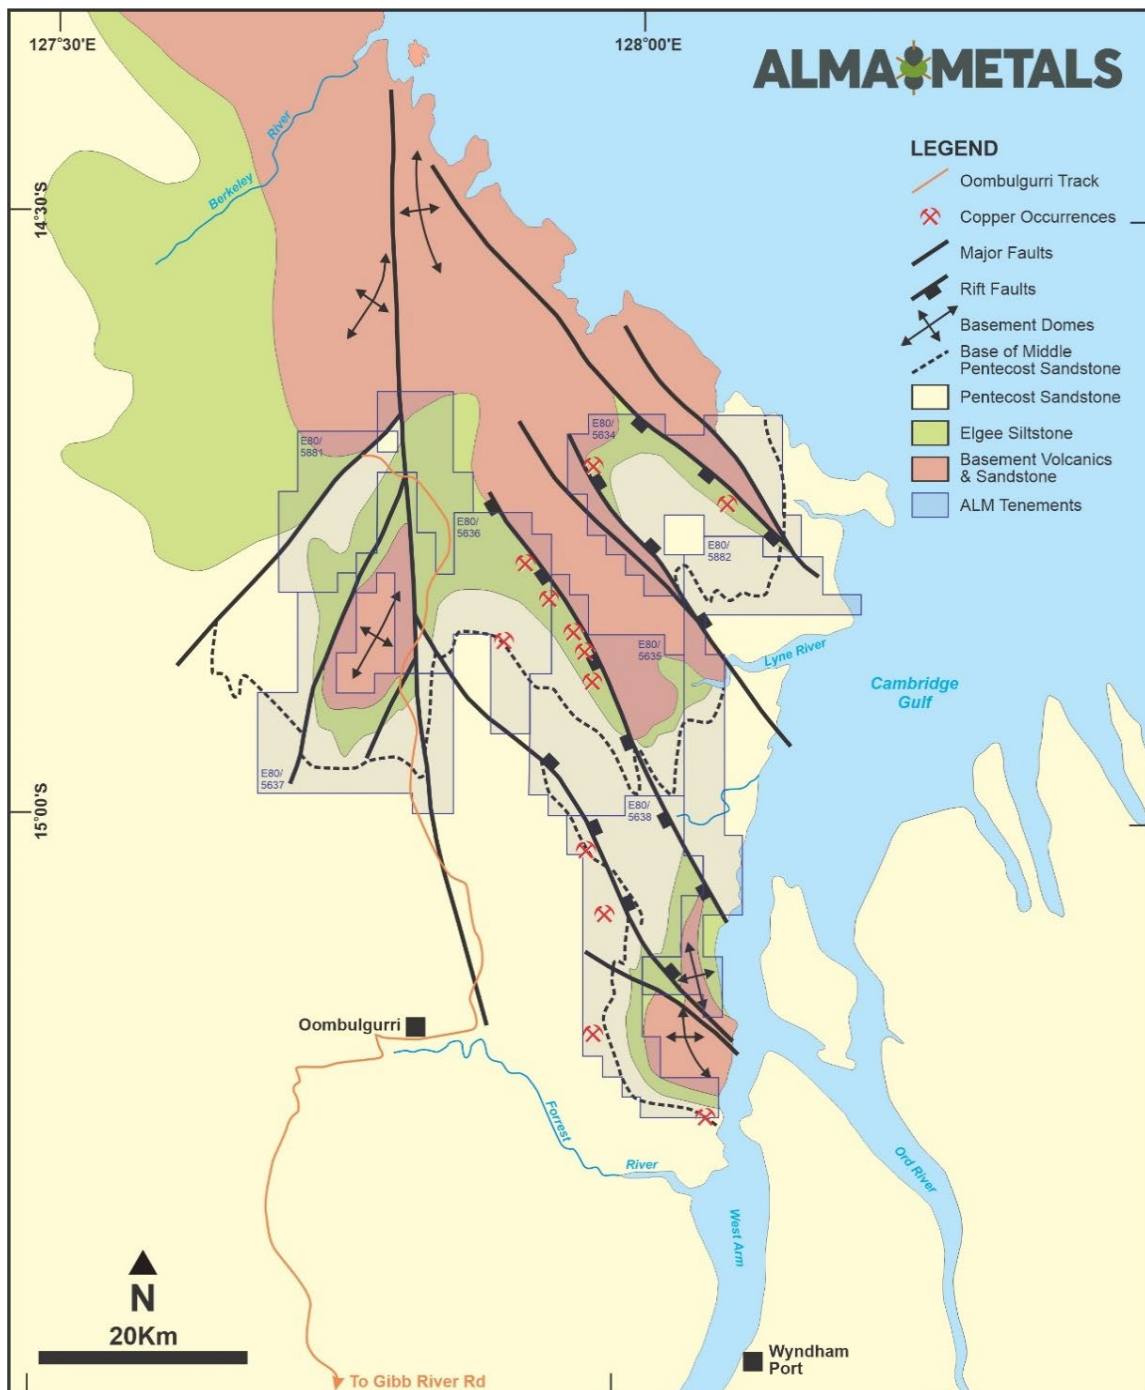 127°30'E
128°00'E
ALMA METALS
14°30'S
15°00'S
LEGEND
Oombulgurri Track
Copper Occurrences
Major Faults
Rift Faults
Basement Domes
Base of Middle
Pentecost Sandstone
Pentecost Sandstone
Elgee Siltstone
Basement Volcanics
& Sandstone
ALM Tenements
Berkeley
River
E80/
5881
E80/
5634
E80/
5636
E80/
5882
E80/
5635
Lyne River
Cambridge
Gulf
E80/
5637
E80/
5638
Oombulgurri
Forrest
River
West Arm
Ord River
N
20Km
To Gibb River Rd
Wyndham
Port